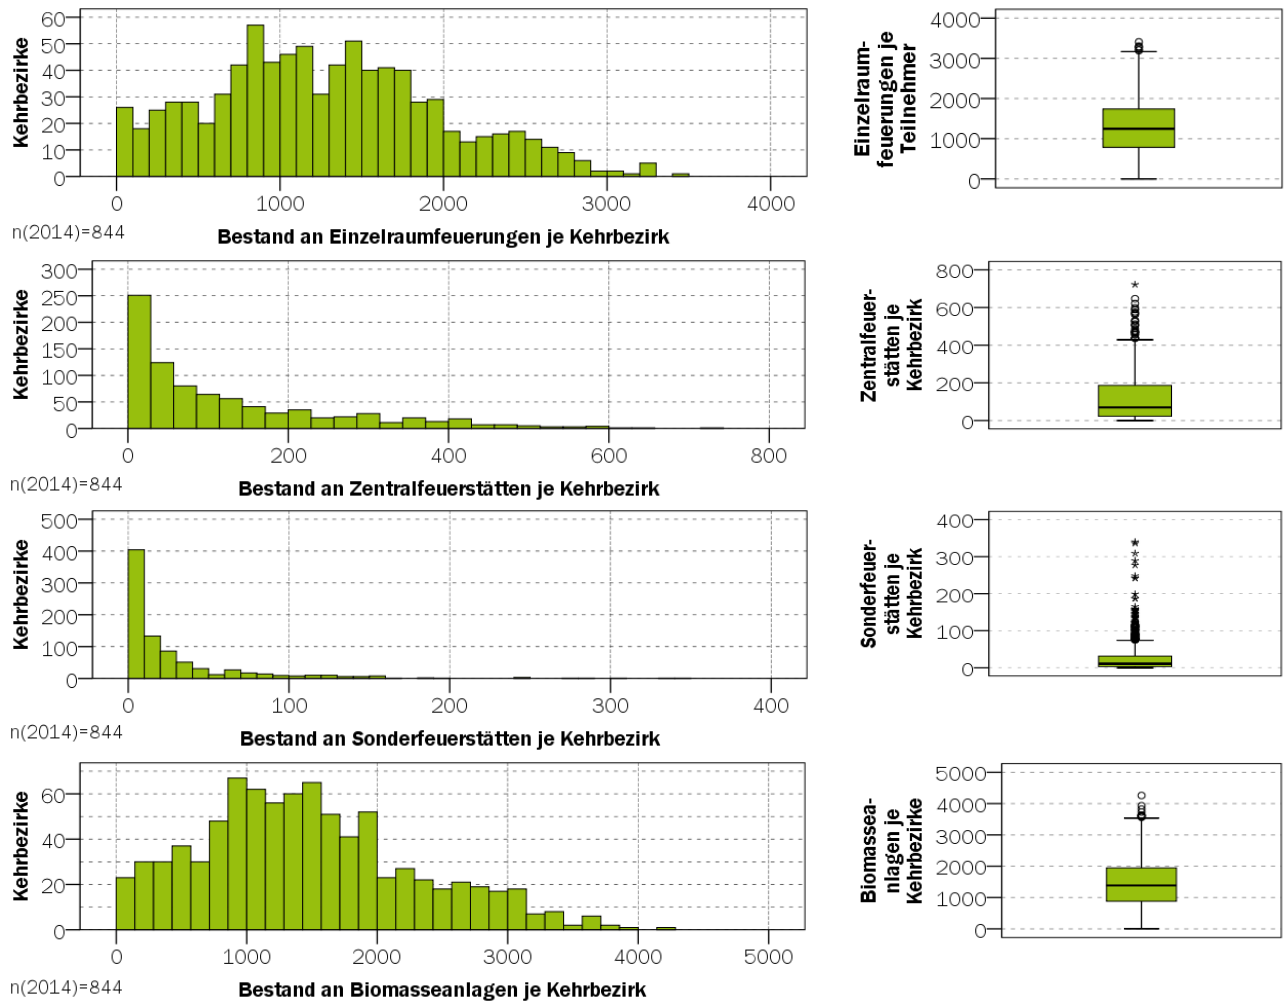 60
50
40
30
20
10
0
Kehrbezirke
0 1000 2000 3000 4000
n(2014)=844
Bestand an Einzelraumfeuerungen je Kehrbezirk
Einzelraum-
feuerungen je
Teilnehmer
4000
3000
2000
1000
0
300
250
200
150
100
50
0
Kehrbezirke
0 200 400 600 800
n(2014)=844
Bestand an Zentralfeuerstätten je Kehrbezirk
Zentralfeuer-
stätten je
Kehrbezirk
800
600
400
200
0
500
400
300
200
100
0
Kehrbezirke
0 100 200 300 400
n(2014)=844
Bestand an Sonderfeuerstätten je Kehrbezirk
Sonderfeuer-
stätten je
Kehrbezirk
400
300
200
100
0
60
40
20
0
Kehrbezirke
0 1000 2000 3000 4000 5000
n(2014)=844
Bestand an Biomasseanlagen je Kehrbezirk
Biomassea-
nlagen je
Kehrbezirke
5000
4000
3000
2000
1000
0